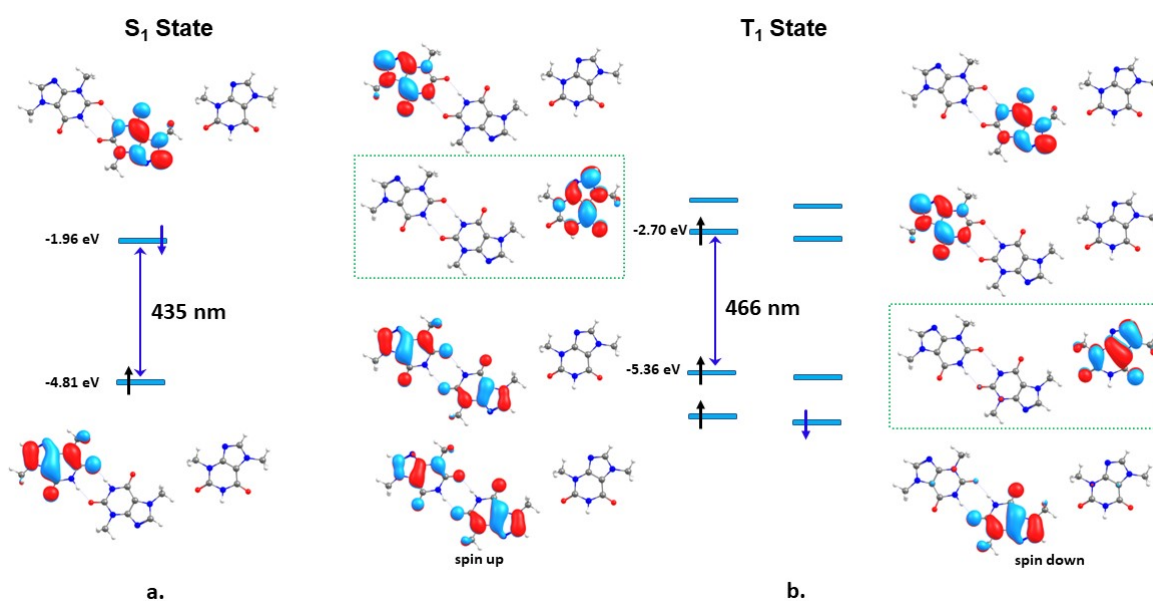 S₁ State
T₁ State
-1.96 eV
435 nm
-4.81 eV
-2.70 eV
466 nm
-5.36 eV
spin up
spin down
a.
b.